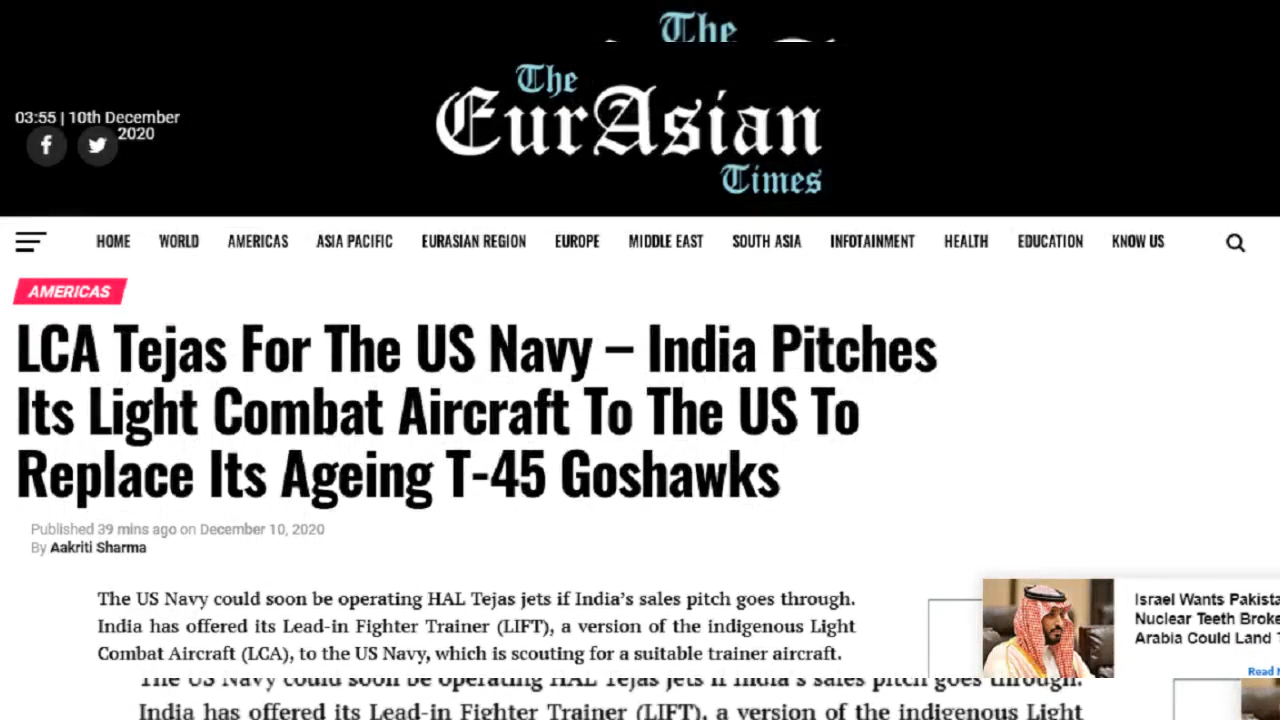 The
The
EurAsian
Times
03:55 | 10th December
2020
HOME WORLD AMERICAS ASIA PACIFIC EURASIAN REGION EUROPE MIDDLE EAST SOUTH ASIA INFOTAINMENT HEALTH EDUCATION KNOW US
AMERICAS
LCA Tejas For The US Navy – India Pitches
Its Light Combat Aircraft To The US To
Replace Its Ageing T-45 Goshawks
Published 39 mins ago on December 10, 2020
By Aakriti Sharma
The US Navy could soon be operating HAL Tejas jets if India's sales pitch goes through.
India has offered its Lead-in Fighter Trainer (LIFT), a version of the indigenous Light
Combat Aircraft (LCA), to the US Navy, which is scouting for a suitable trainer aircraft.
Israel Wants Pakista
Nuclear Teeth Broke
Arabia Could Land
Read
The US Navy could soon be operating HAL Tejas jets if India's sales pitch goes through.
India has offered its Lead-in Fighter Trainer (LIFT), a version of the indigenous Light